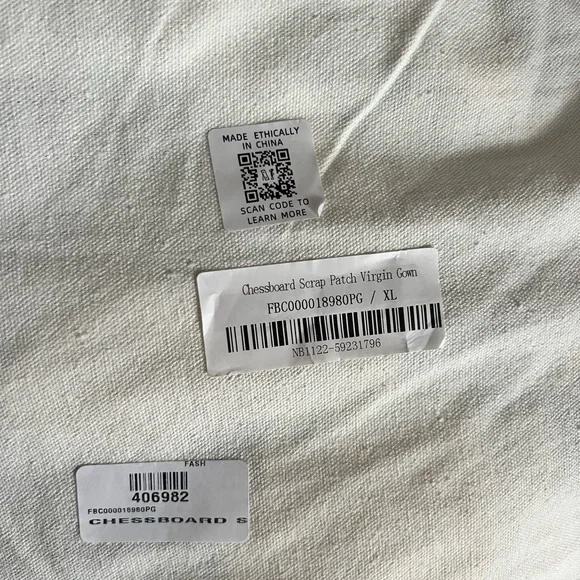 MADE ETHICALLY
IN CHINA
SCAN CODE TO
LEARN MORE
Chessboard Scrap Patch Virgin Gown
FBC000018980PG / XL
NB1122-59231796
FASH
406982
FBC000018980PG
CHESSBOARD S